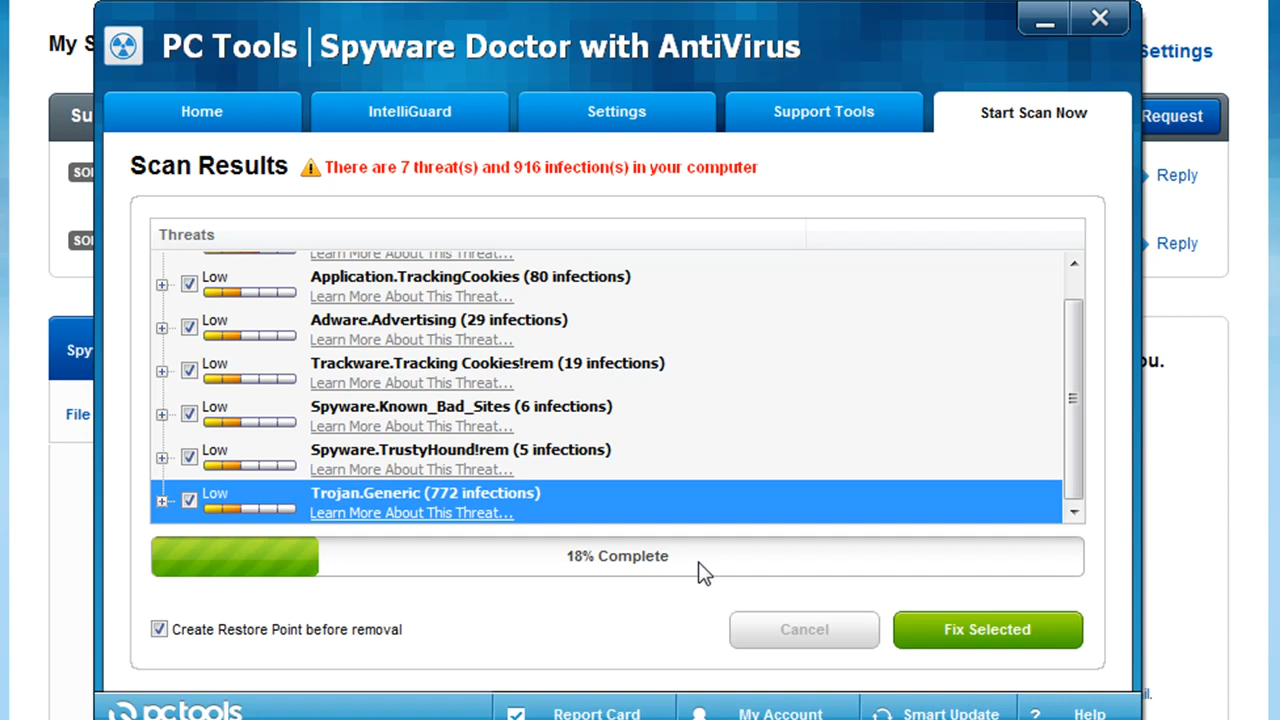 My S
PC Tools | Spyware Doctor with AntiVirus
Settings
Su
Home
IntelliGuard
Settings
Support Tools
Start Scan Now
Request
Scan Results
There are 7 threat(s) and 916 infection(s) in your computer
Reply
Reply
Threats
Learn More About This Threat...
Low
Application.TrackingCookies (80 infections)
Learn More About This Threat...
Low
Adware.Advertising (29 infections)
Learn More About This Threat...
Low
Trackware.Tracking Cookies!rem (19 infections)
Learn More About This Threat...
Low
Spyware.Known_Bad_Sites (6 infections)
Learn More About This Threat...
Low
Spyware.TrustyHound!rem (5 infections)
Learn More About This Threat...
Low
Trojan.Generic (772 infections)
Learn More About This Threat...
Spy
ou.
File
18% Complete
Create Restore Point before removal
Cancel
Fix Selected
pctools
Report Card
My Account
Smart Update
? Help